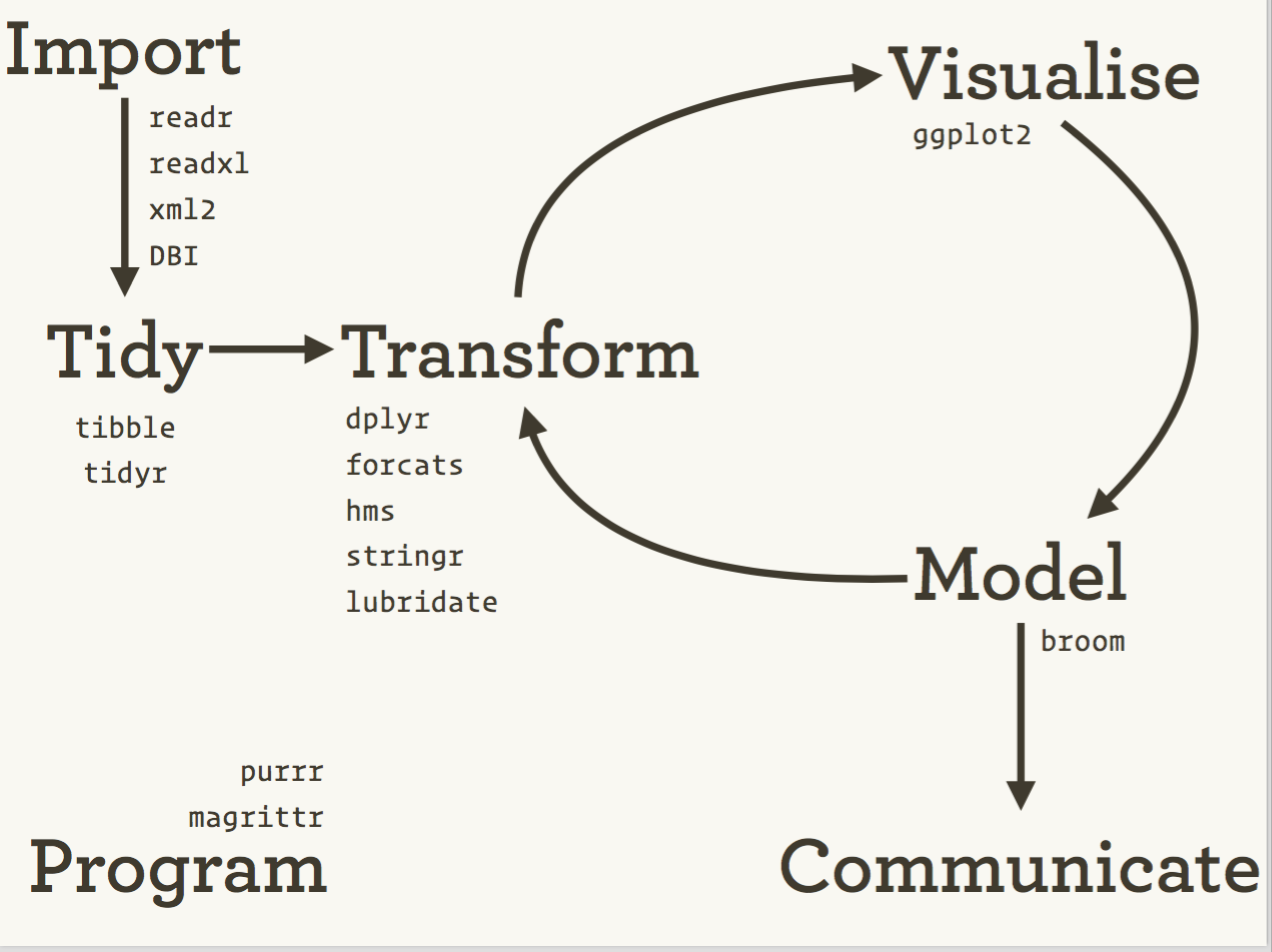 Import
readr
readxl
xml2
DBI
Tidy
tibble
tidyr
Transform
dplyr
forcats
hms
stringr
lubridate
Visualise
ggplot2
Model
broom
purrr
magrittr
Program
Communicate